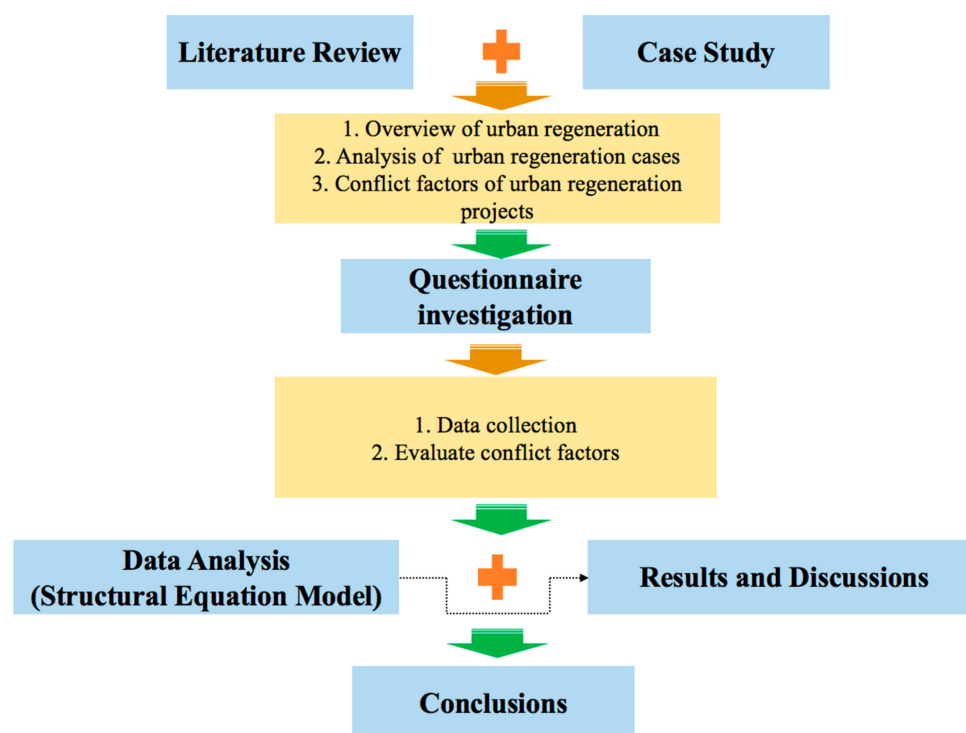 Literature Review
Case Study
1. Overview of urban regeneration
2. Analysis of urban regeneration cases
3. Conflict factors of urban regeneration
projects
Questionnaire
investigation
1. Data collection
2. Evaluate conflict factors
Data Analysis
(Structural Equation Model)
Results and Discussions
Conclusions